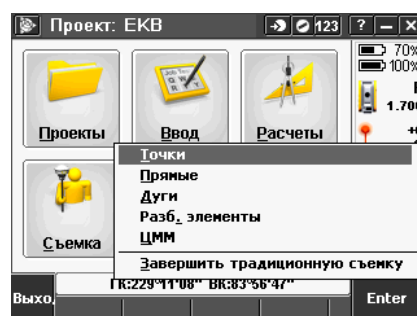 Проект: EKB
123
?
70%
100%
Проекты
Ввод
Расчеты
1.700
Точки
Прямые
Дуги
Разб. элементы
ЦММ
Съемка
Завершить традиционную съемку
ГК:229°11'08" ВК:83°56'47"
Enter